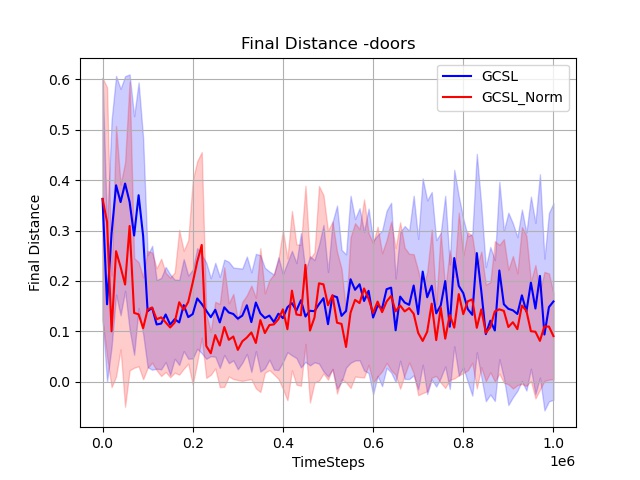 Final Distance -doors
GCSL
GCSL_Norm
Final Distance
0.6
0.5
0.4
0.3
0.2
0.1
0.0
0.0 0.2 0.4 0.6 0.8 1.0
1e6
TimeSteps